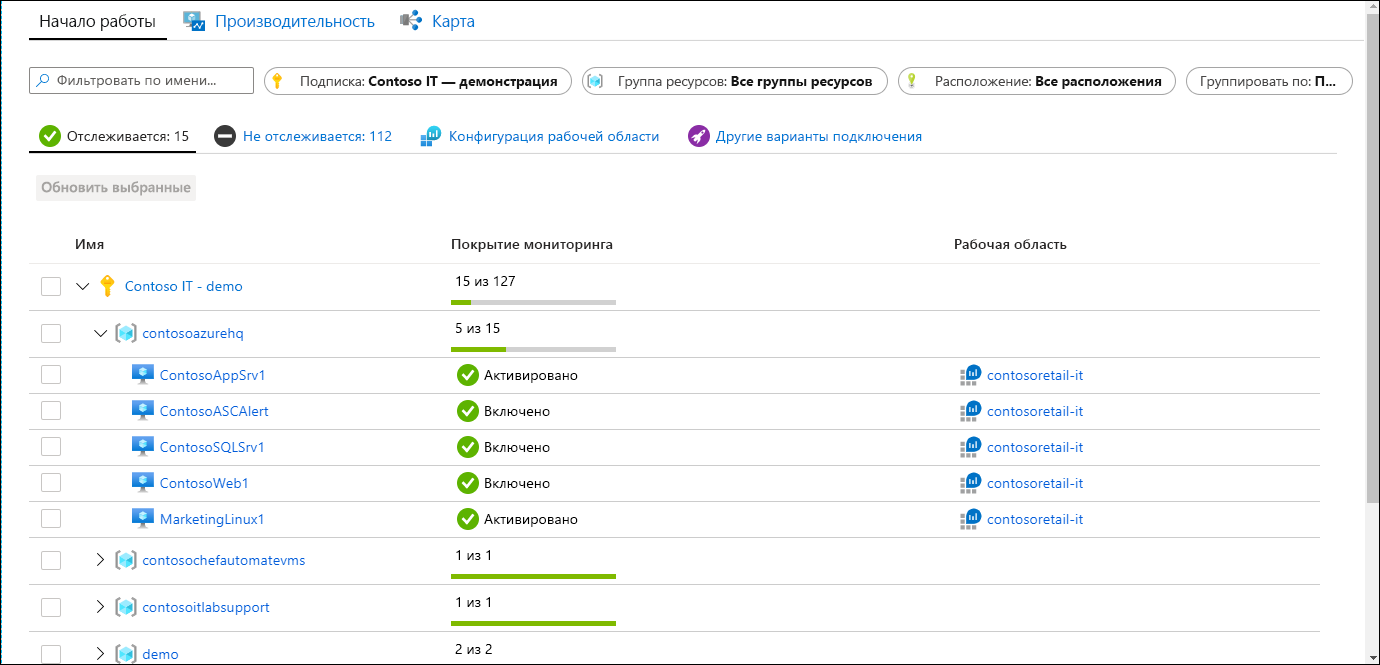 Начало работы Производительность Карта
Фильтровать по имени... Подписка: Contoso IT — демонстрация Группа ресурсов: Все группы ресурсов Расположение: Все расположения Группировать по: П...
Отслеживается: 15 Не отслеживается: 112 Конфигурация рабочей области Другие варианты подключения
Обновить выбранные
Имя Покрытие мониторинга Рабочая область
Contoso IT - demo 15 из 127
contosoazurehq 5 из 15
ContosoAppSrv1 Активировано contosoretail-it
ContosoASCAlert Включено contosoretail-it
ContosoSQLSrv1 Включено contosoretail-it
ContosoWeb1 Включено contosoretail-it
MarketingLinux1 Активировано contosoretail-it
contosochefautomatevms 1 из 1
contosoitlabsupport 1 из 1
demo 2 из 2